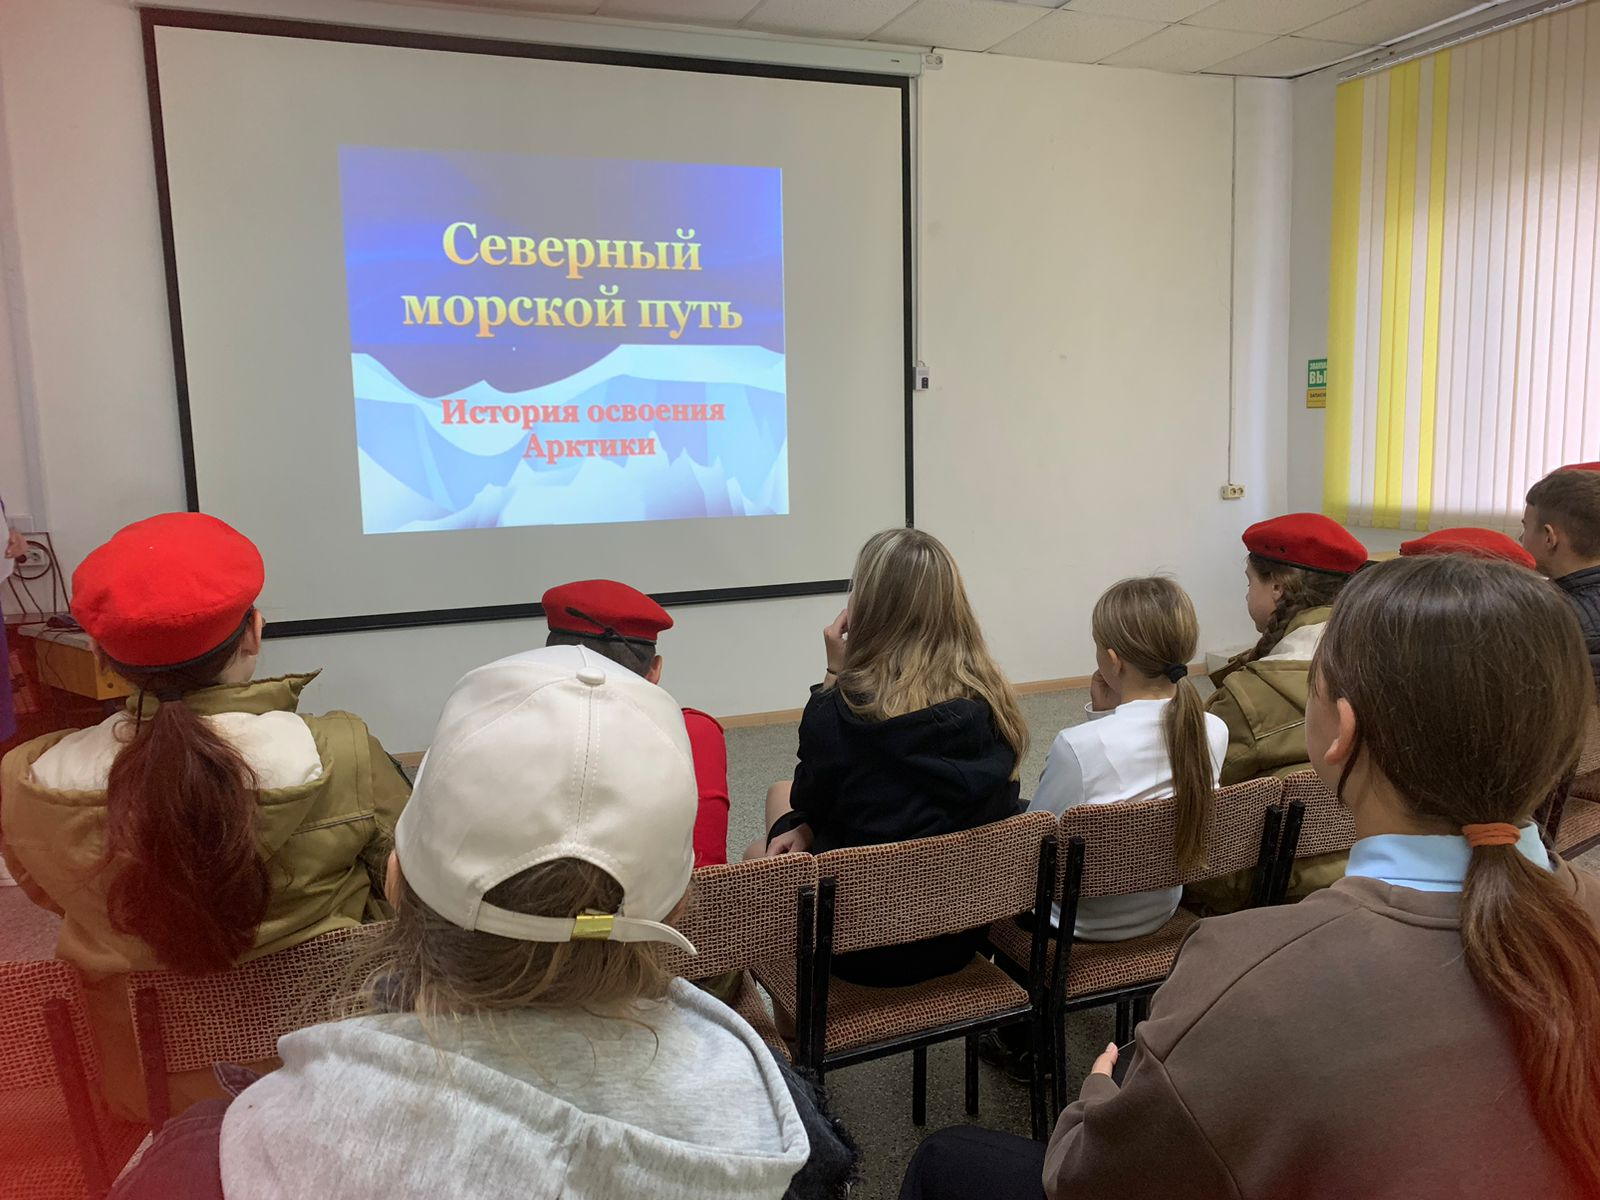 Северный
морской путь
История освоения
Арктики